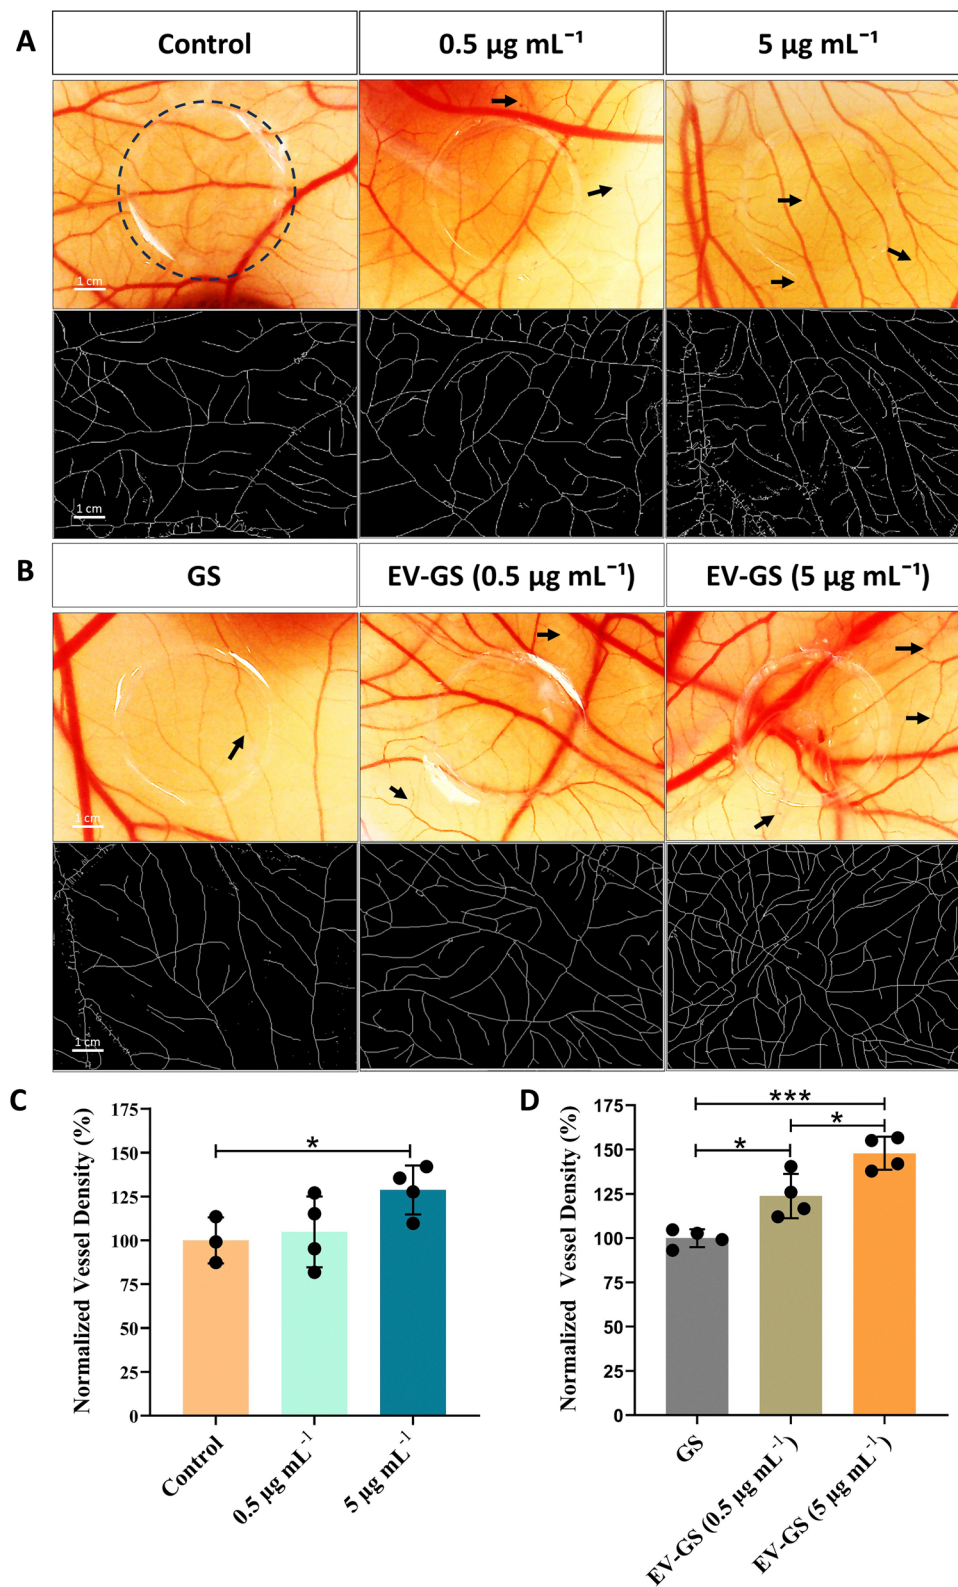 A
Control
0.5 µg mL⁻¹
5 µg mL⁻¹
1 cm
1 cm
B
GS
EV-GS (0.5 µg mL⁻¹)
EV-GS (5 µg mL⁻¹)
1 cm
1 cm
C
Normalized Vessel Density (%)
175
150
125
100
75
50
25
0
*
Control
0.5 µg mL⁻¹
5 µg mL⁻¹
D
Normalized Vessel Density (%)
175
150
125
100
75
50
25
0
***
*
*
GS
EV-GS (0.5 µg mL⁻¹)
EV-GS (5 µg mL⁻¹)